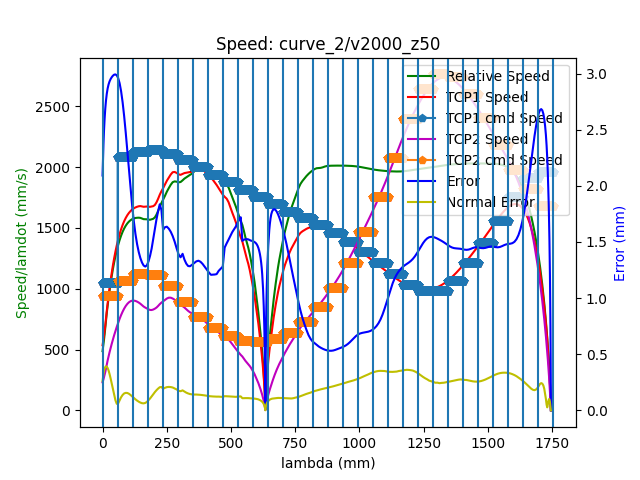 Speed: curve_2/v2000_z50
Relative Speed
TCP1 Speed
TCP1 cmd Speed
TCP2 Speed
TCP2 cmd Speed
Error
Normal Error
Speed/lamdot (mm/s)
2500
2000
1500
1000
500
0
3.0
2.5
2.0
1.5
1.0
0.5
0.0
Error (mm)
0 250 500 750 1000 1250 1500 1750
lambda (mm)